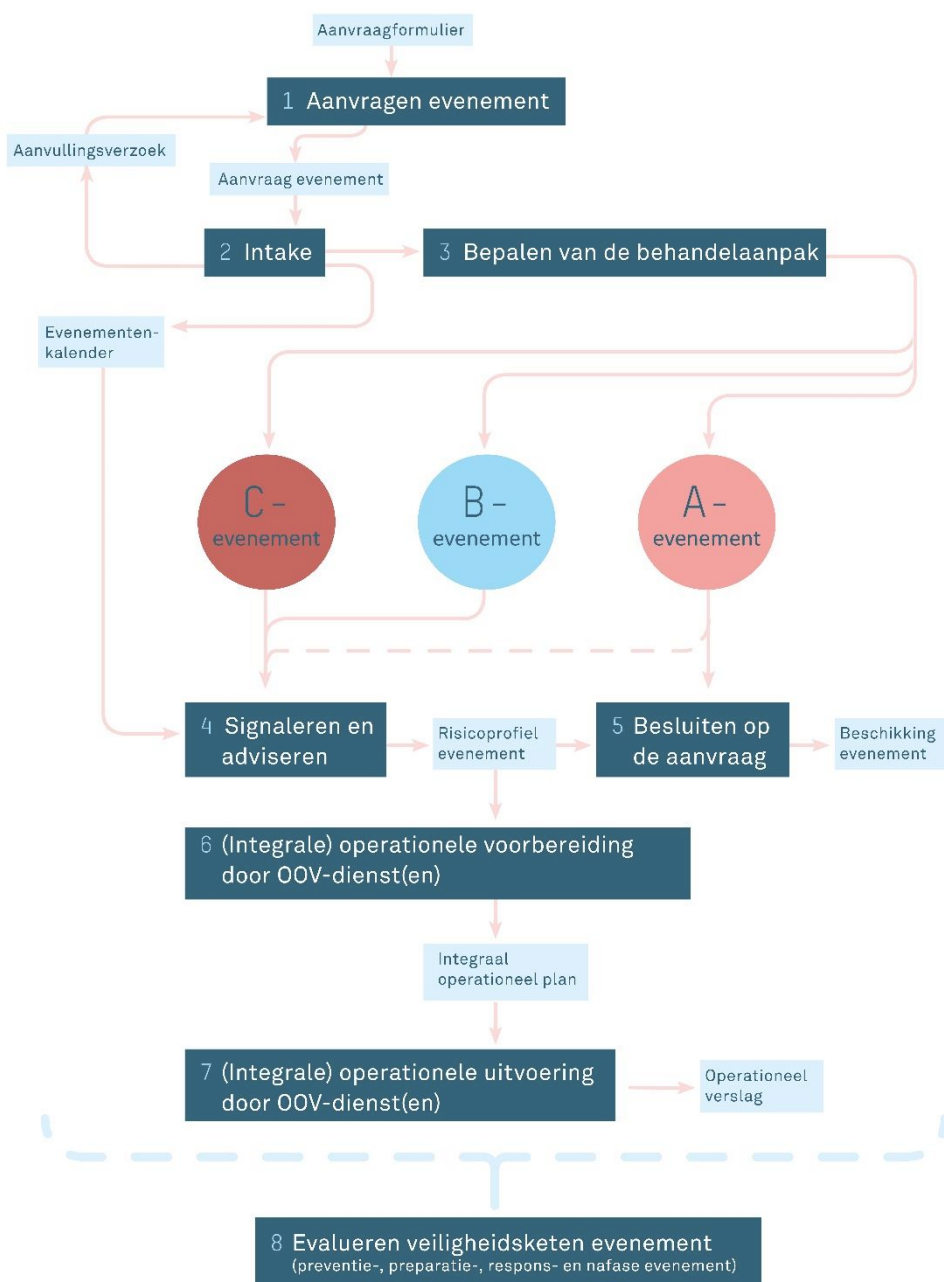 Aanvraagformulier
1 Aanvragen evenement
Aanvullingsverzoek
Aanvraag evenement
2 Intake
3 Bepalen van de behandelaanpak
Evenementen-
kalender
C-
evenement
B-
evenement
A-
evenement
4 Signaleren en
adviseren
Risicoprofiel
evenement
5 Besluiten op
de aanvraag
Beschikking
evenement
6 (Integrale) operationele voorbereiding
door OOV-dienst(en)
Integraal
operationeel plan
7 (Integrale) operationele uitvoering
door OOV-dienst(en)
Operationeel
verslag
8 Evalueren veiligheidsketen evenement
(preventie-, preparatie-, respons- en nafase evenement)